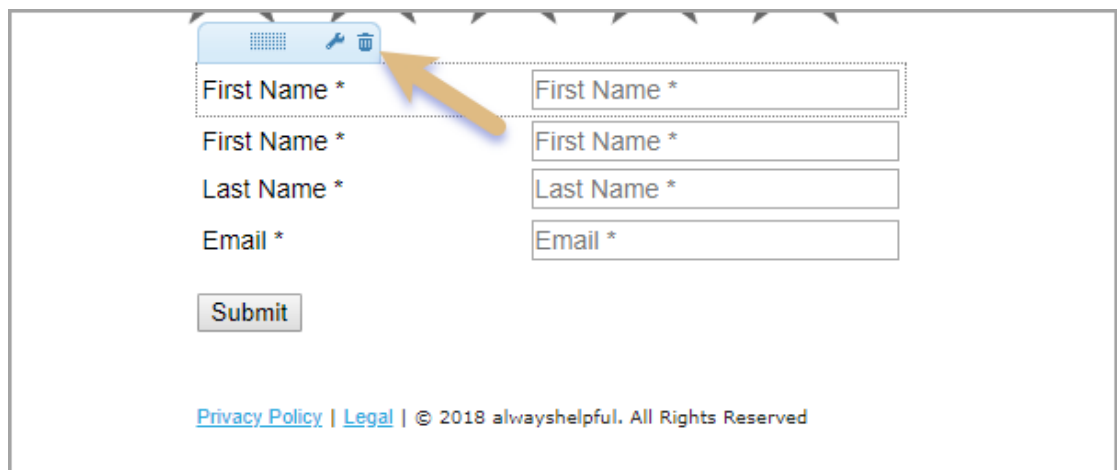 First Name * First Name *
First Name * First Name *
Last Name * Last Name *
Email * Email *
Submit
Privacy Policy | Legal | © 2018 alwayshelpful. All Rights Reserved